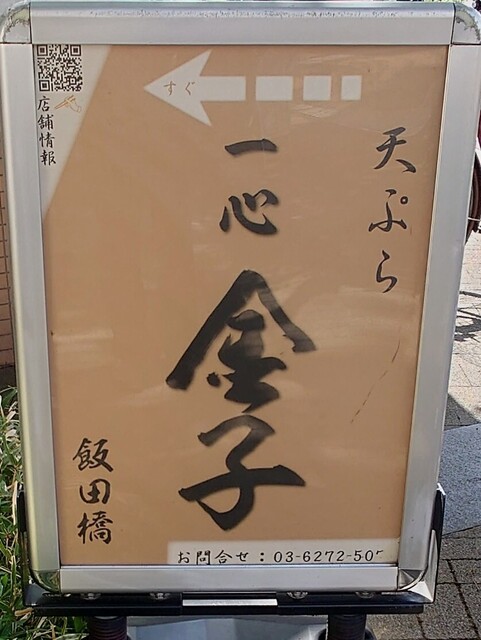 店舗情報
すぐ
天ぷら
一心
金子
飯田橋
お問合せ：03-6272-50